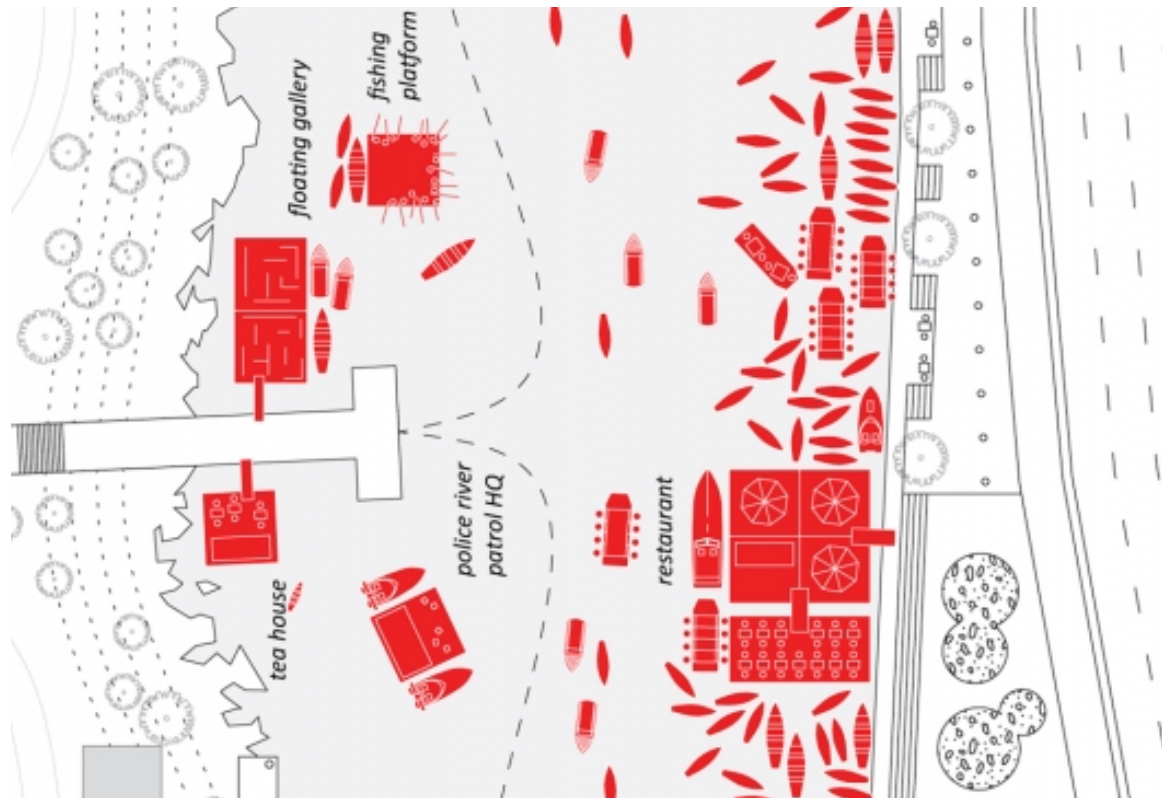 floating gallery
fishing
platform
police river
patrol HQ
restaurant
tea house